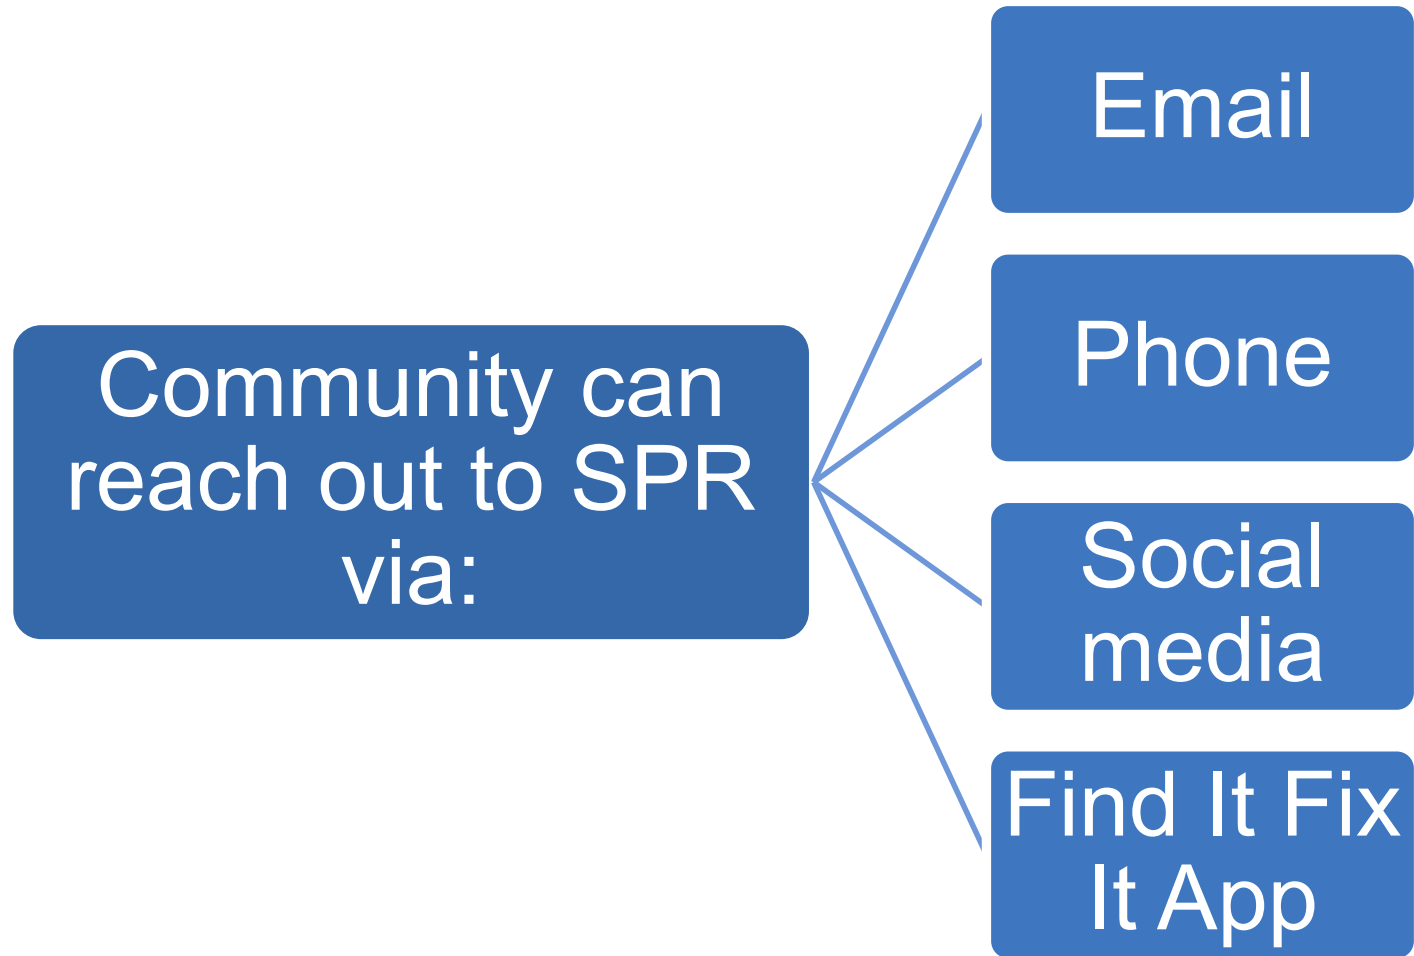 Community can
reach out to SPR
via:
Email
Phone
Social
media
Find It Fix
It App